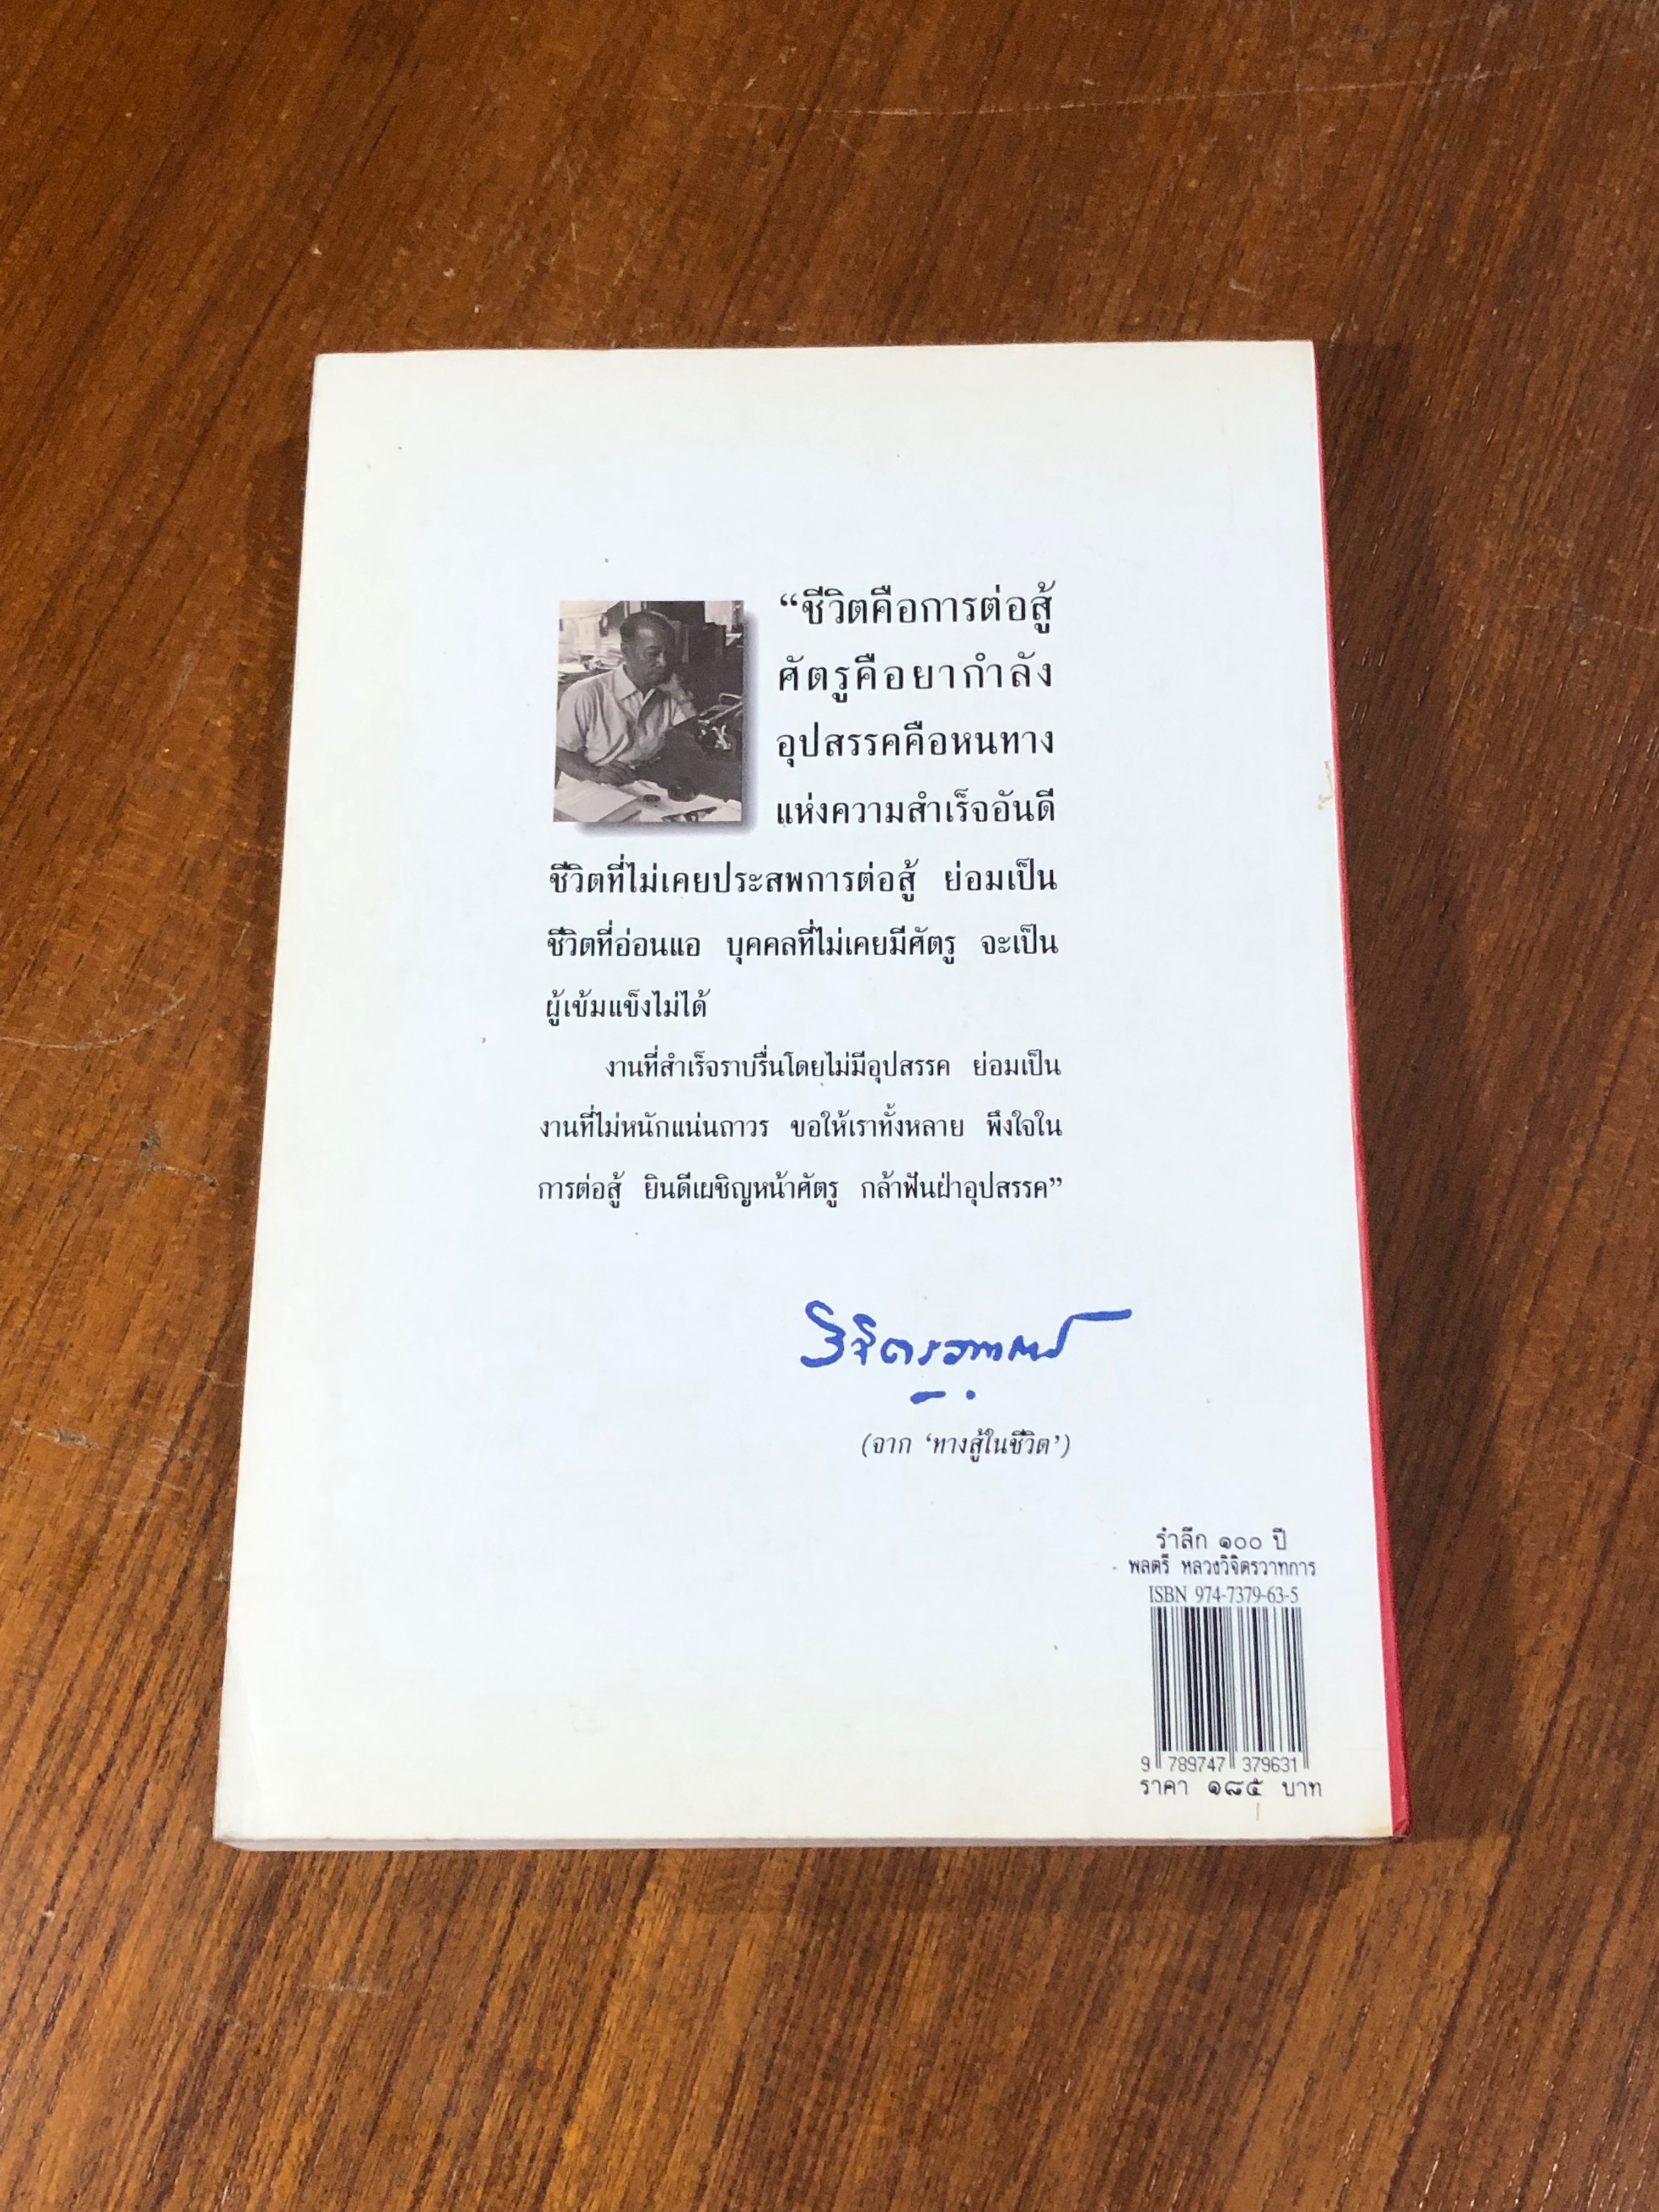 “ชีวิตคือการต่อสู้
ศัตรูคือยากำลัง
อุปสรรคคือหนทาง
แห่งความสำเร็จอันดี
ชีวิตที่ไม่เคยประสพการต่อสู้ ย่อมเป็น
ชีวิตที่อ่อนแอ บุคคลที่ไม่เคยมีศัตรู จะเป็น
ผู้เข้มแข็งไม่ได้
งานที่สำเร็จราบรื่นโดยไม่มีอุปสรรค ย่อมเป็น
งานที่ไม่หนักแน่นถาวร ขอให้เราทั้งหลาย พึงใจใน
การต่อสู้ ยินดีเผชิญหน้าศัตรู กล้าฟันฝ่าอุปสรรค”
วิจิตรวาทการ
(จาก ‘ทางสู้ในชีวิต’)
รำลึก ๑๐๐ ปี
พลตรี หลวงวิจิตรวาทการ
ISBN 974-7379-63-5
9 789747 379631
ราคา ๑๘๕ บาท